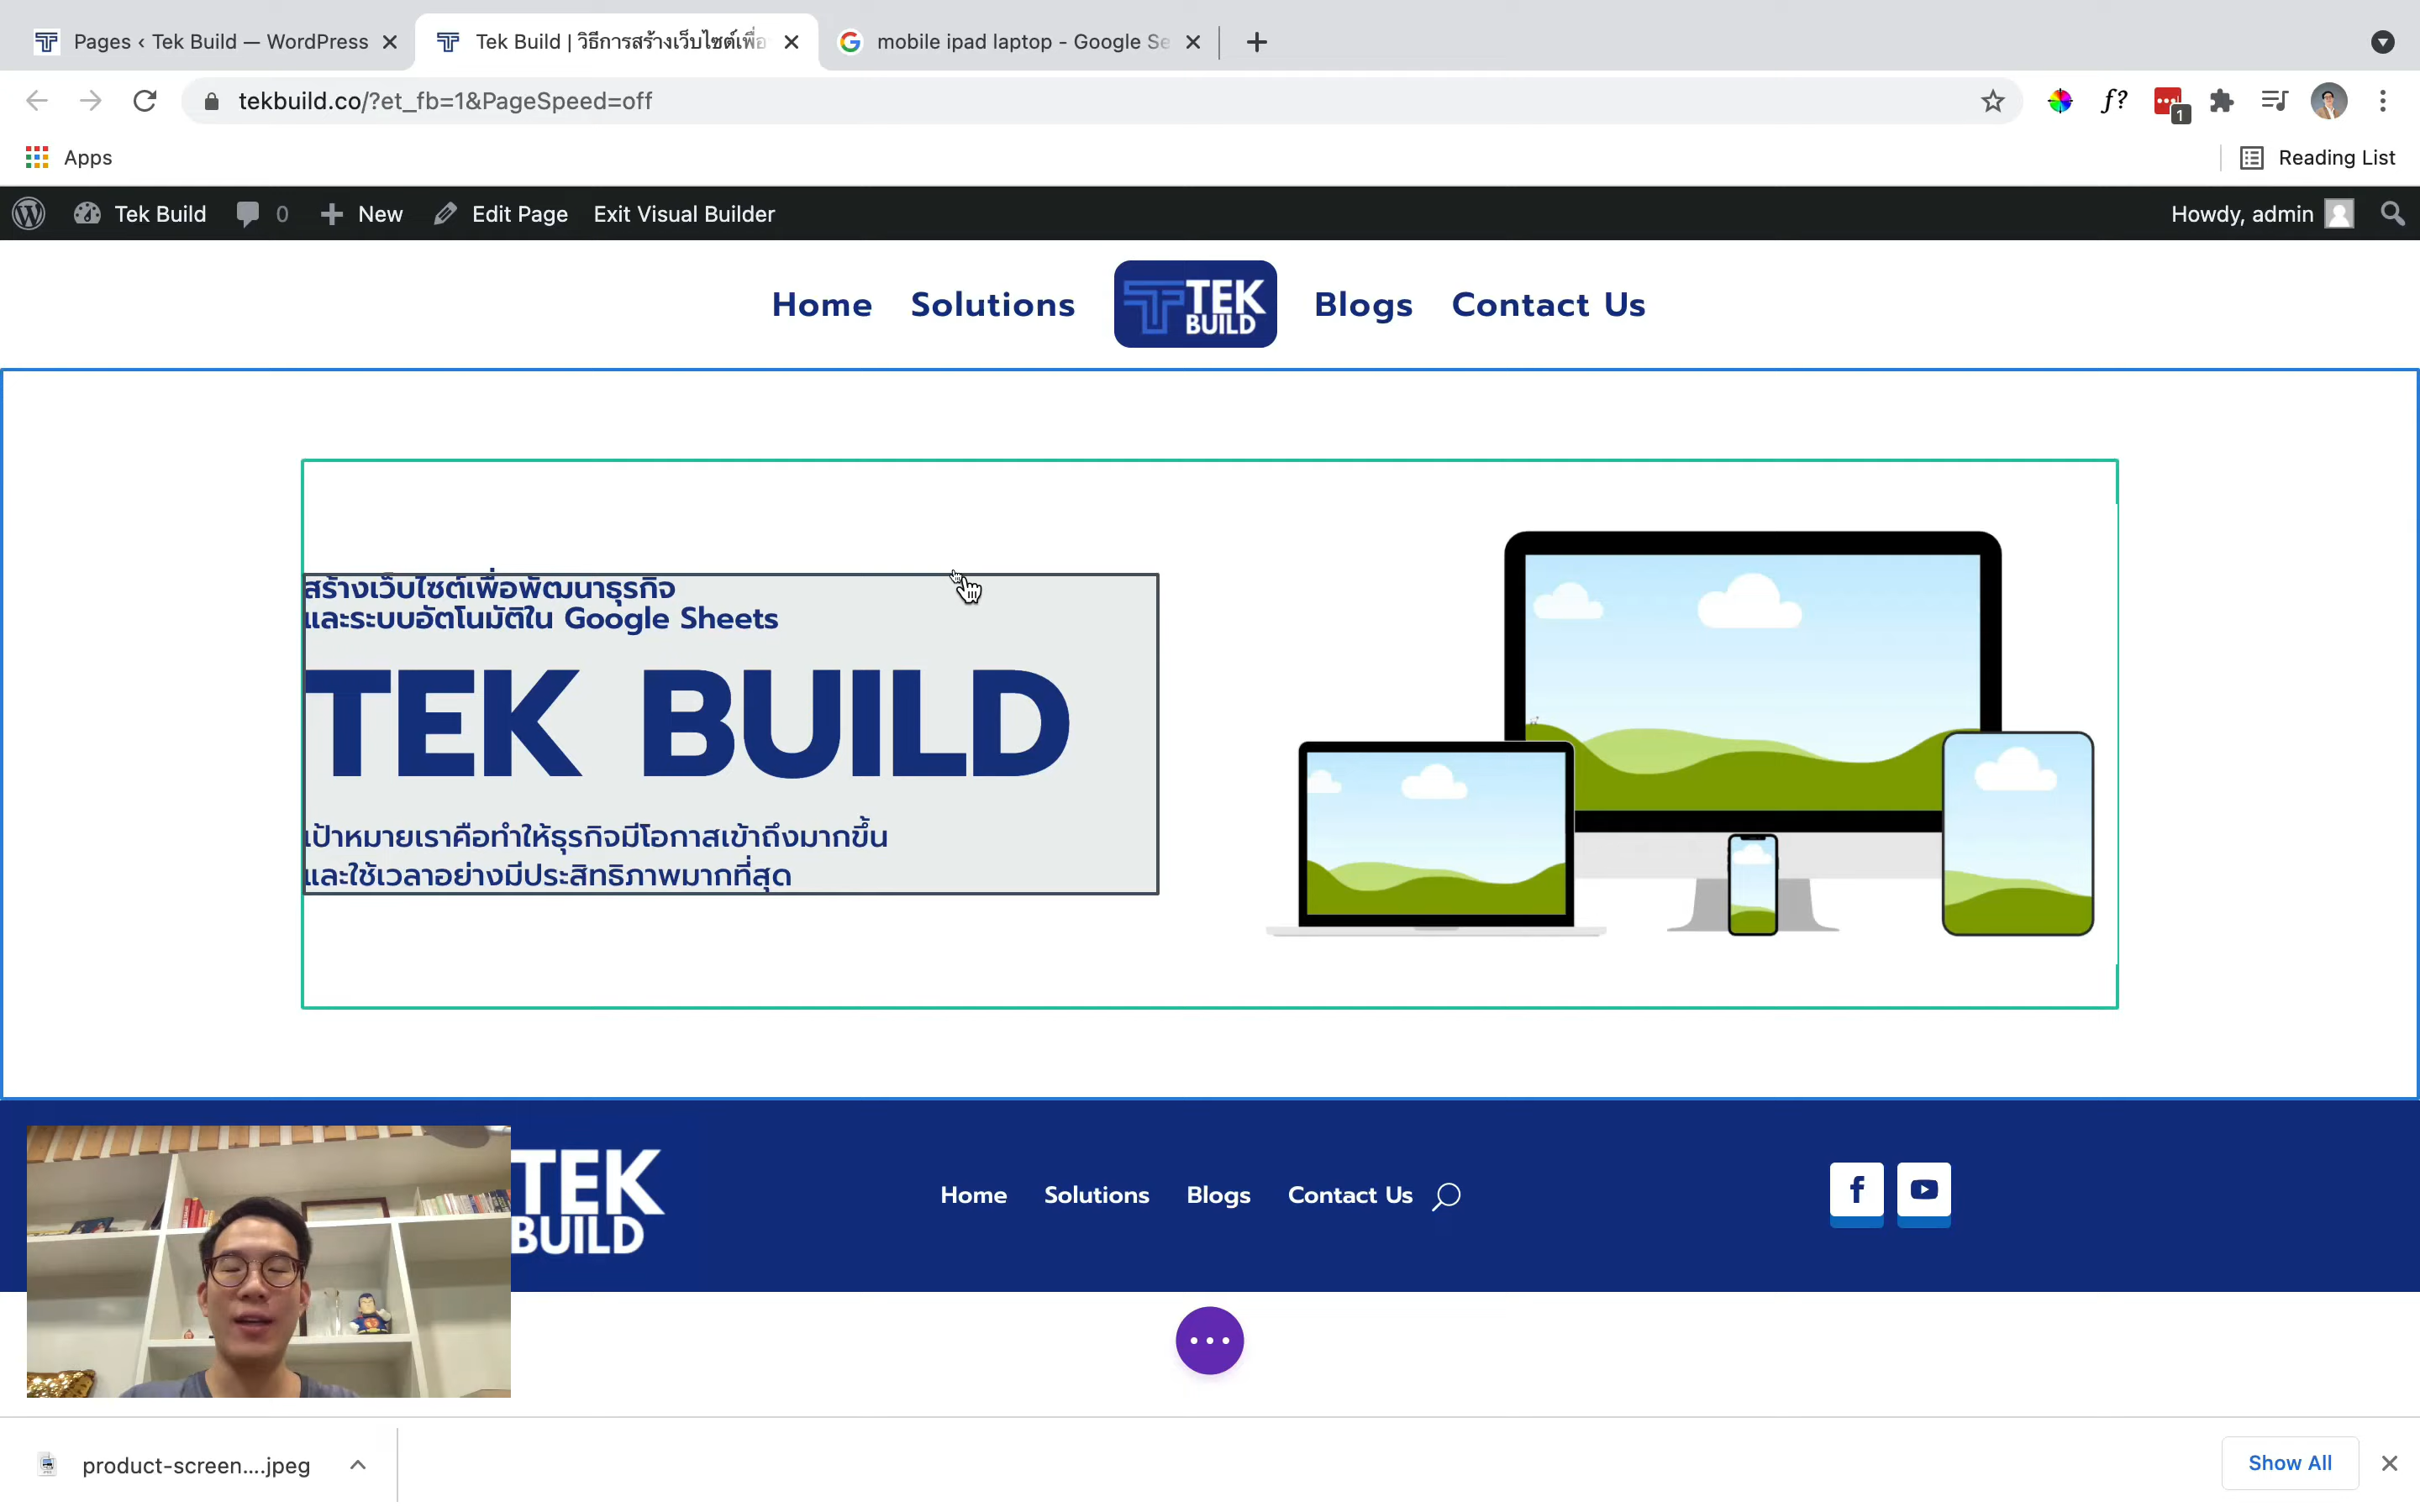 Pages ‹ Tek Build — WordPress
Tek Build | วิธีการสร้างเว็บไซต์เพื่อ
mobile ipad laptop - Google Se
tekbuild.co/?et_fb=1&PageSpeed=off
f?
1
Apps
Reading List
Tek Build
0
New
Edit Page
Exit Visual Builder
Howdy, admin
Home
Solutions
TEK
BUILD
Blogs
Contact Us
สร้างเว็บไซต์เพื่อพัฒนาธุรกิจ
และระบบอัตโนมัติใน Google Sheets
TEK BUILD
เป้าหมายเราคือทำให้ธุรกิจมีโอกาสเข้าถึงมากขึ้น
และใช้เวลาอย่างมีประสิทธิภาพมากที่สุด
TEK
BUILD
Home
Solutions
Blogs
Contact Us
product-screen....jpeg
Show All